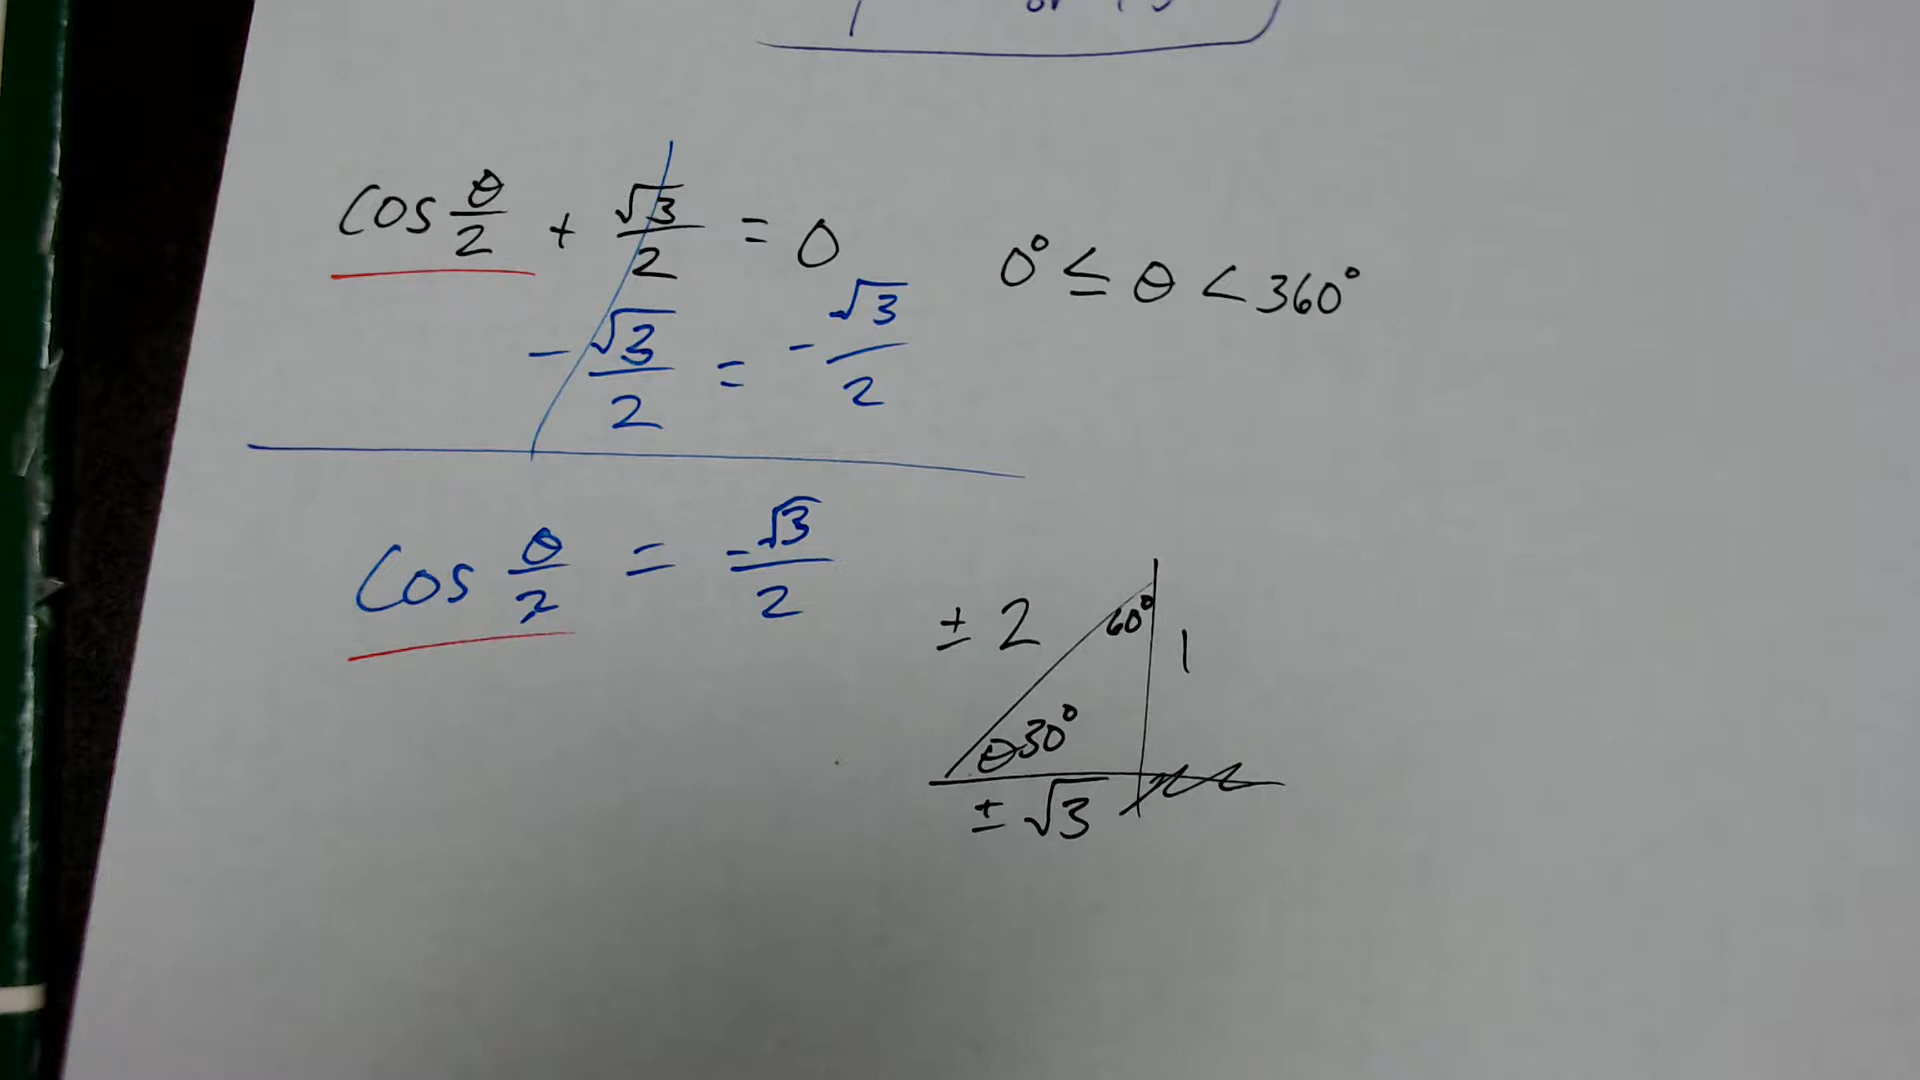 cos θ/2 + √3/2 = 0 0° ≤ θ < 360°
- √3/2 = - √3/2
Cos θ/2 = -√3/2
± 2 60° 1
θ 30°
± √3